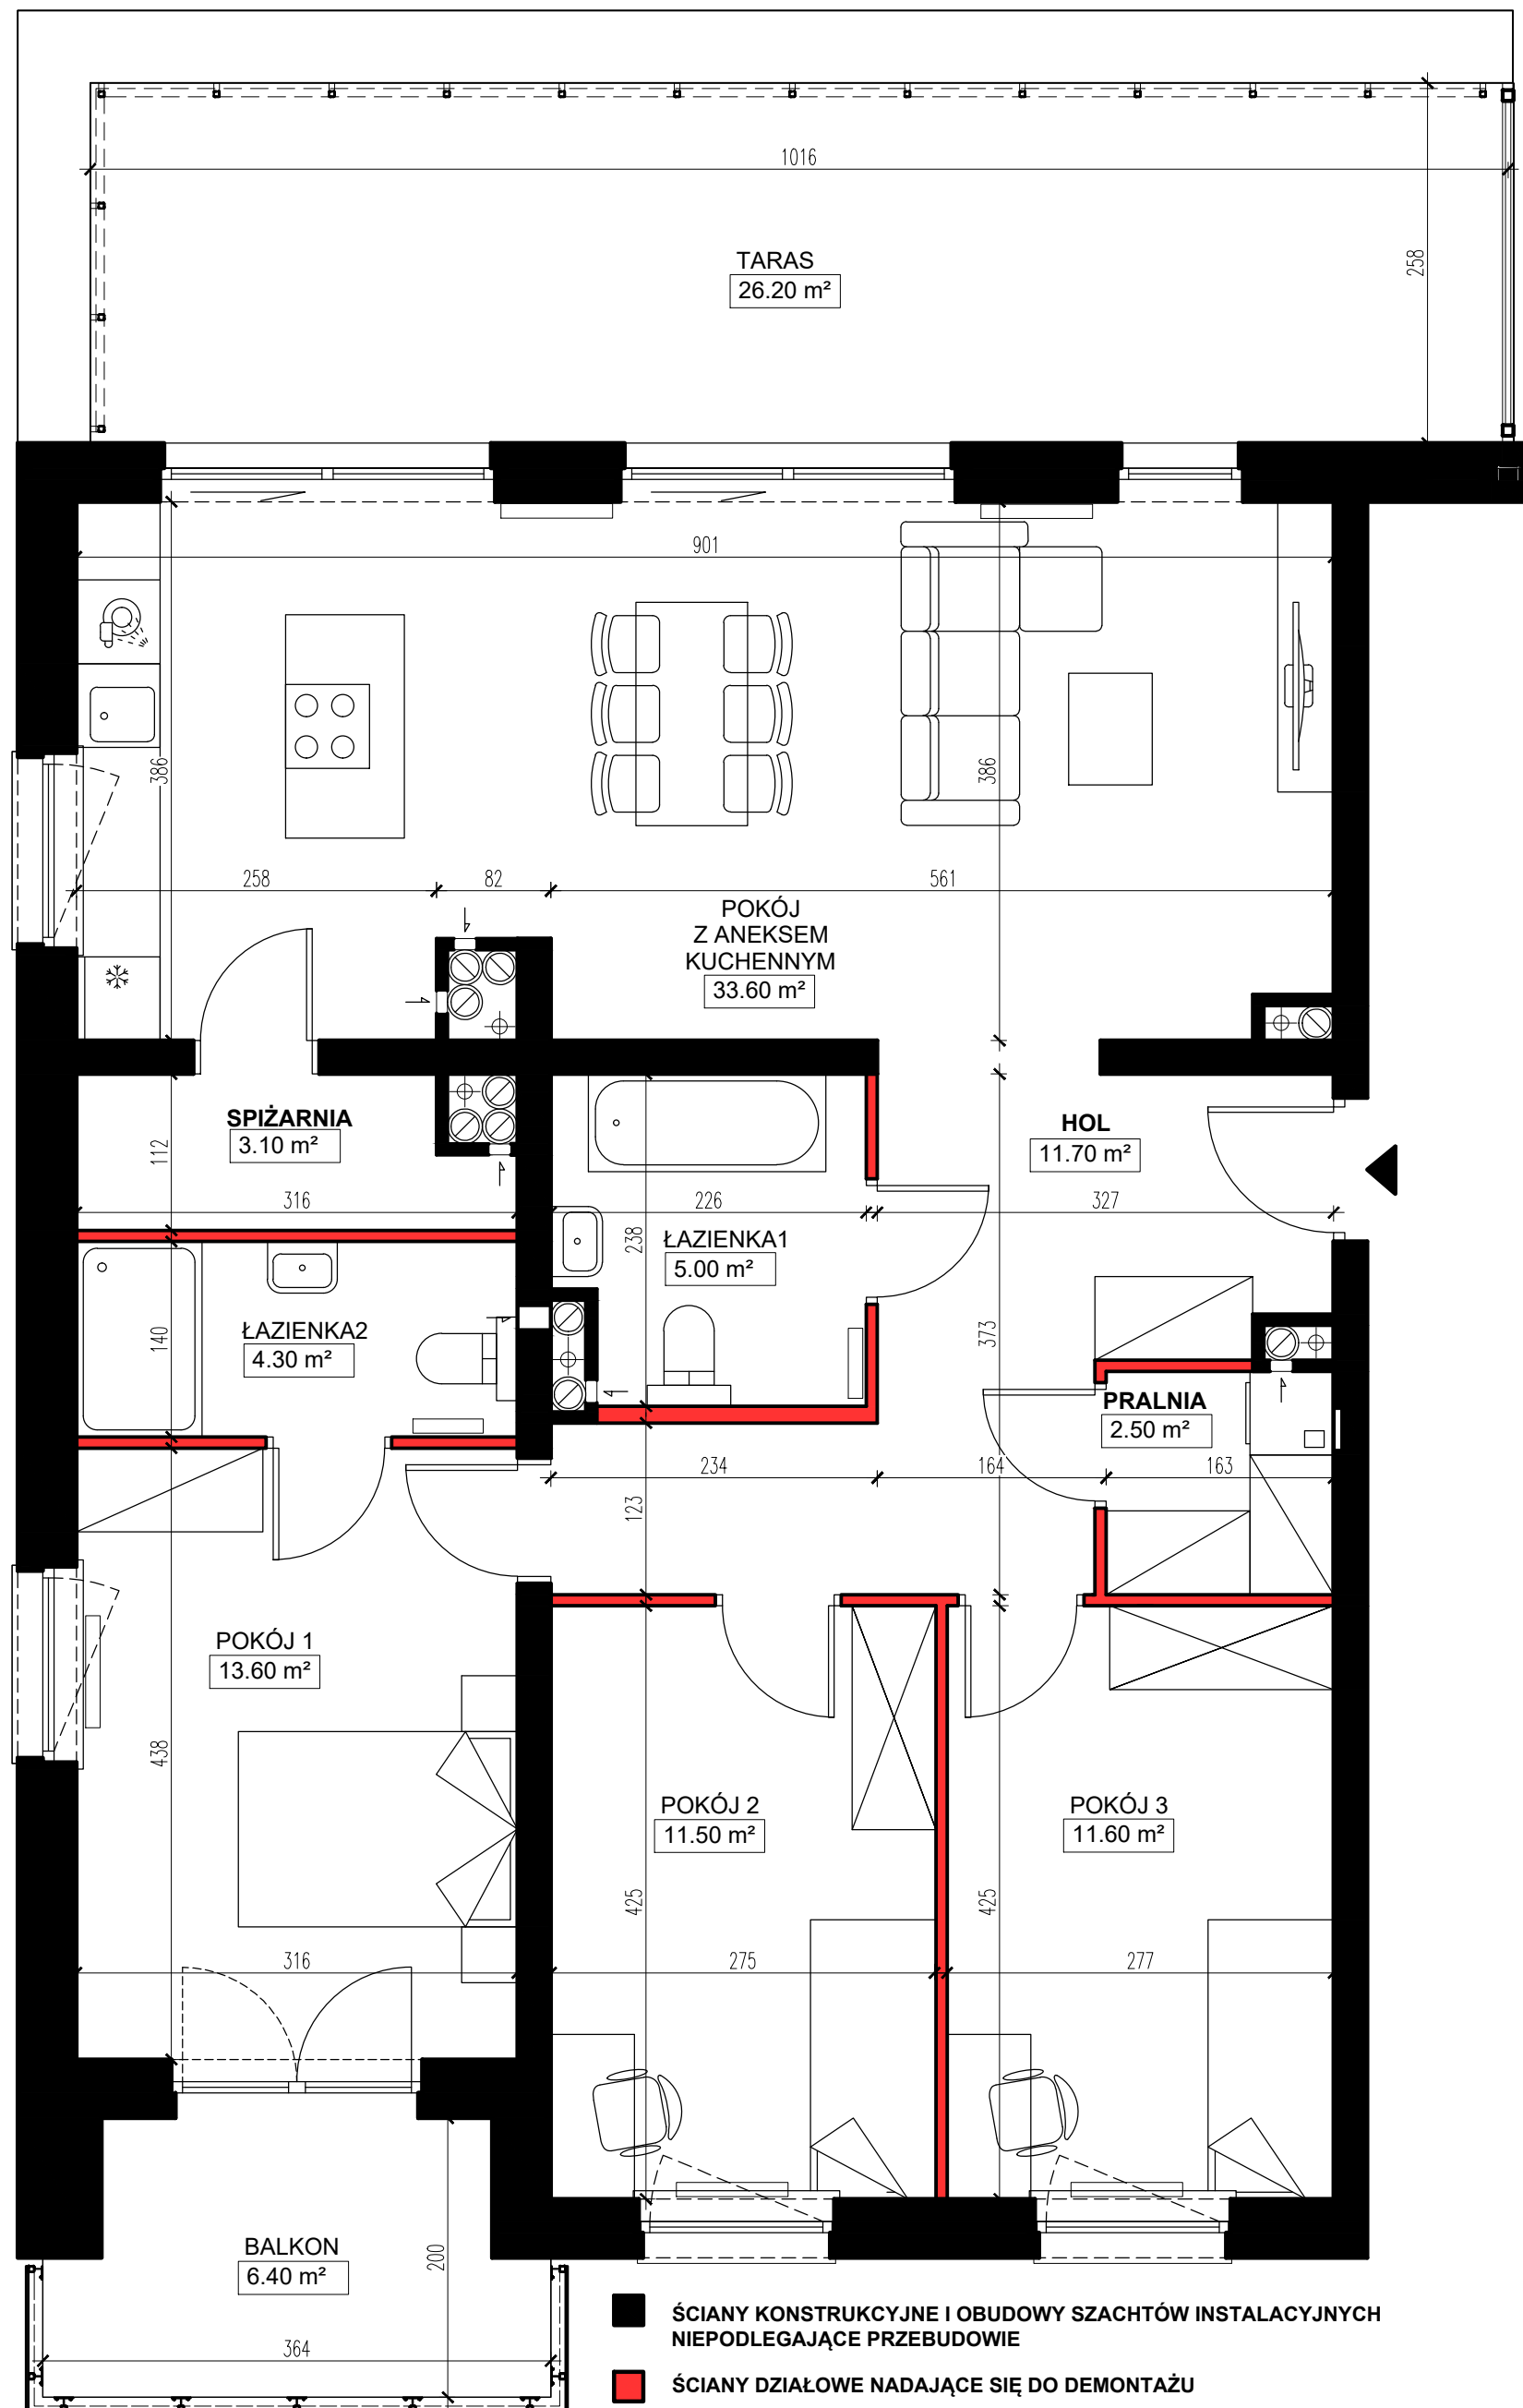 1016
258
TARAS
26.20 m²
901
386
386
258
82
561
POKÓJ
Z ANEKSEM
KUCHENNYM
33.60 m²
SPIŻARNIA
3.10 m²
112
316
HOL
11.70 m²
226
327
238
ŁAZIENKA1
5.00 m²
ŁAZIENKA2
4.30 m²
140
373
PRALNIA
2.50 m²
234
164
163
123
POKÓJ 1
13.60 m²
438
POKÓJ 2
11.50 m²
POKÓJ 3
11.60 m²
425
425
316
275
277
BALKON
6.40 m²
200
364
ŚCIANY KONSTRUKCYJNE I OBUDOWY SZACHTÓW INSTALACYJNYCH
NIEPODLEGAJĄCE PRZEBUDOWIE
ŚCIANY DZIAŁOWE NADAJĄCE SIĘ DO DEMONTAŻU